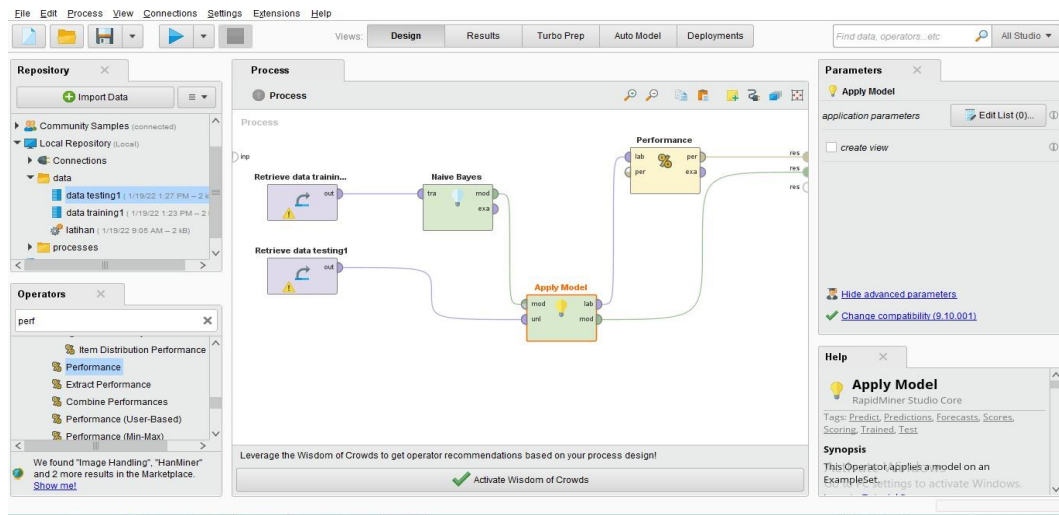 File Edit Process View Connections Settings Extensions Help
Views: Design Results Turbo Prep Auto Model Deployments
Find data, operators...etc
All Studio
Repository
Import Data
Community Samples (connected)
Local Repository (Local)
Connections
data
data testing1 ( 1/19/22 1:27 PM – 2 k
data training1 ( 1/19/22 1:23 PM – 2
latihan ( 1/19/22 9:05 AM – 2 kB)
processes
Operators
perf
Item Distribution Performance
Performance
Extract Performance
Combine Performances
Performance (User-Based)
Performance (Min-Max)
We found "Image Handling", "HanMiner"
and 2 more results in the Marketplace.
Show me!
Process
Process
Process
inp
Retrieve data trainin...
out
Naive Bayes
tra mod
exa
Performance
lab per
per exa
res
res
res
Retrieve data testing1
out
Apply Model
mod lab
unl mod
Leverage the Wisdom of Crowds to get operator recommendations based on your process design!
Activate Wisdom of Crowds
Parameters
Apply Model
application parameters
Edit List (0)...
create view
Hide advanced parameters
Change compatibility (9.10.001)
Help
Apply Model
RapidMiner Studio Core
Tags: Predict, Predictions, Forecasts, Scores,
Scoring, Trained, Test
Synopsis
This Operator applies a model on an
ExampleSet.
Go to PC settings to activate Windows.